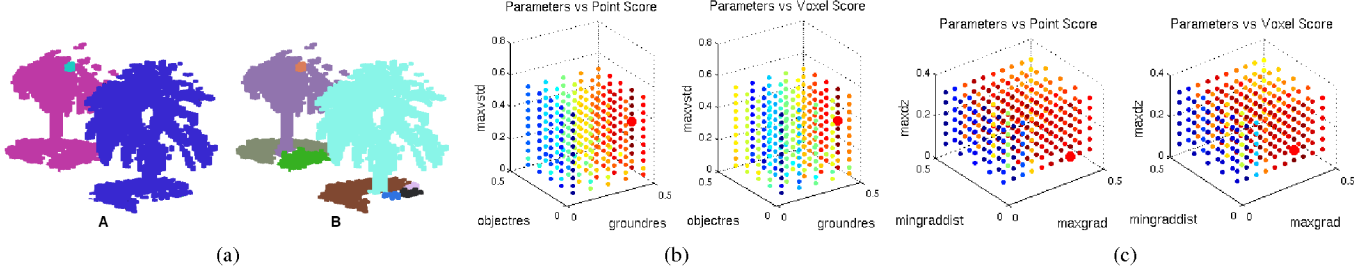 A
B
(a)
Parameters vs Point Score
0.8
0.6
0.4
0.2
0
0.5
0
0
0.5
maxvstd
objectres
groundres
Parameters vs Voxel Score
0.8
0.6
0.4
0.2
0
0.5
0
0
0.5
maxvstd
objectres
groundres
(b)
Parameters vs Point Score
0.4
0.2
0
0.5
0
0
0.5
maxdz
mingraddist
maxgrad
Parameters vs Voxel Score
0.4
0.2
0
0.5
0
0
0.5
maxdz
mingraddist
maxgrad
(c)